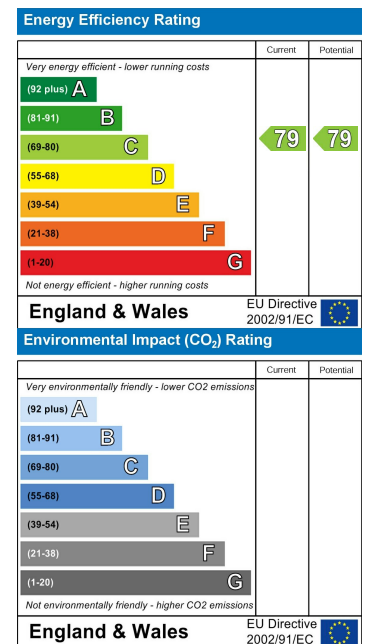 Energy Efficiency Rating
Current Potential
Very energy efficient - lower running costs
(92 plus) A
(81-91) B
(69-80) C 79 79
(55-68) D
(39-54) E
(21-38) F
(1-20) G
Not energy efficient - higher running costs
England & Wales EU Directive 2002/91/EC
Environmental Impact (CO₂) Rating
Current Potential
Very environmentally friendly - lower CO2 emissions
(92 plus) A
(81-91) B
(69-80) C
(55-68) D
(39-54) E
(21-38) F
(1-20) G
Not environmentally friendly - higher CO2 emissions
England & Wales EU Directive 2002/91/EC